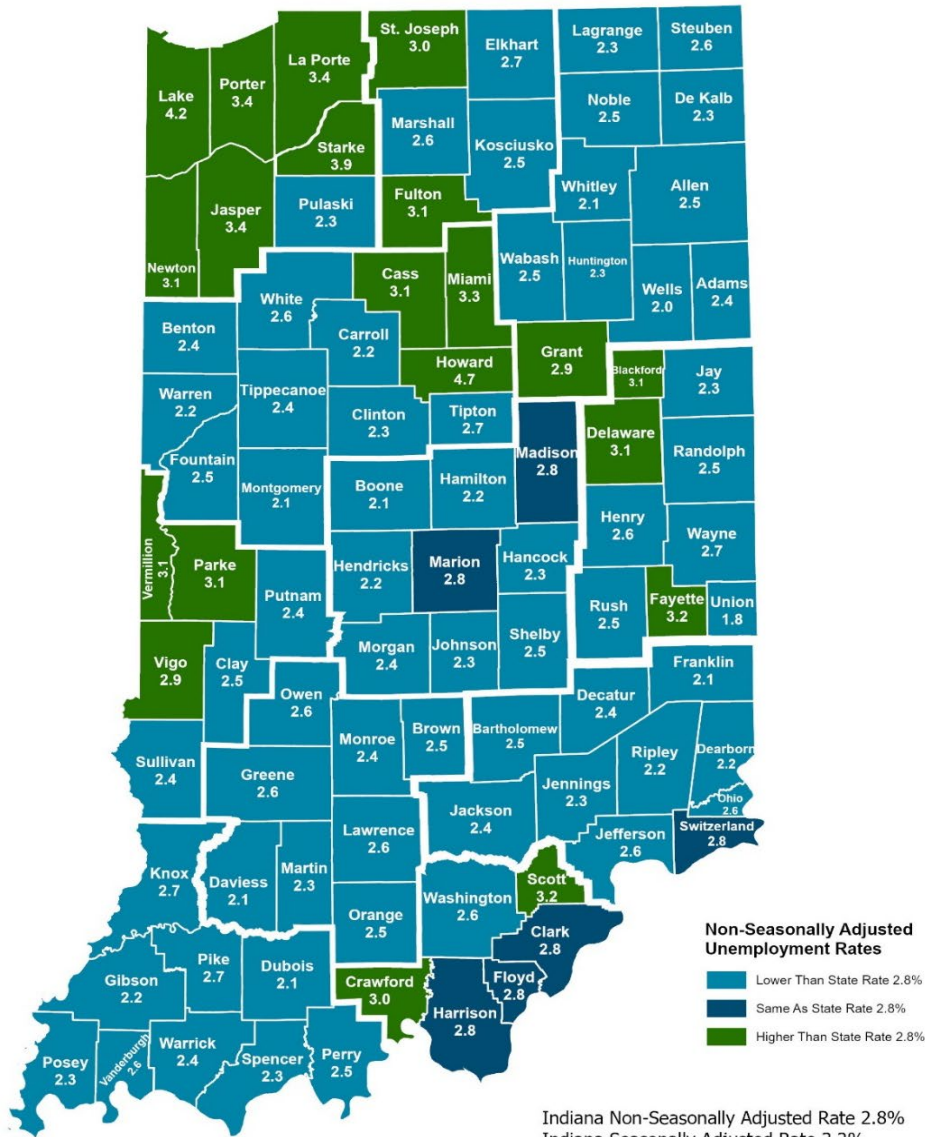 St. Joseph
3.0
Elkhart
2.7
Lagrange
2.3
Steuben
2.6
La Porte
3.4
Porter
3.4
Lake
4.2
Noble
2.5
De Kalb
2.3
Marshall
2.6
Kosciusko
2.5
Starke
3.9
Whitley
2.1
Allen
2.5
Pulaski
2.3
Fulton
3.1
Jasper
3.4
Newton
3.1
Wabash
2.5
Huntington
2.3
Wells
2.0
Adams
2.4
Cass
3.1
Miami
3.3
White
2.6
Carroll
2.2
Benton
2.4
Howard
4.7
Grant
2.9
Blackford
3.1
Jay
2.3
Warren
2.2
Tippecanoe
2.4
Clinton
2.3
Tipton
2.7
Madison
2.8
Delaware
3.1
Randolph
2.5
Fountain
2.5
Montgomery
2.1
Boone
2.1
Hamilton
2.2
Henry
2.6
Wayne
2.7
Vermillion
3.1
Parke
3.1
Putnam
2.4
Hendricks
2.2
Marion
2.8
Hancock
2.3
Rush
2.5
Fayette
3.2
Union
1.8
Vigo
2.9
Clay
2.5
Morgan
2.4
Johnson
2.3
Shelby
2.5
Franklin
2.1
Owen
2.6
Decatur
2.4
Sullivan
2.4
Greene
2.6
Monroe
2.4
Brown
2.5
Bartholomew
2.5
Ripley
2.2
Dearborn
2.2
Jennings
2.3
Ohio
2.6
Jackson
2.4
Jefferson
2.6
Switzerland
2.8
Lawrence
2.6
Knox
2.7
Daviess
2.1
Martin
2.3
Orange
2.5
Washington
2.6
Scott
3.2
Clark
2.8
Floyd
2.8
Harrison
2.8
Crawford
3.0
Gibson
2.2
Pike
2.7
Dubois
2.1
Posey
2.3
Vanderburgh
2.6
Warrick
2.4
Spencer
2.3
Perry
2.5
Non-Seasonally Adjusted
Unemployment Rates
Lower Than State Rate 2.8%
Same As State Rate 2.8%
Higher Than State Rate 2.8%
Indiana Non-Seasonally Adjusted Rate 2.8%